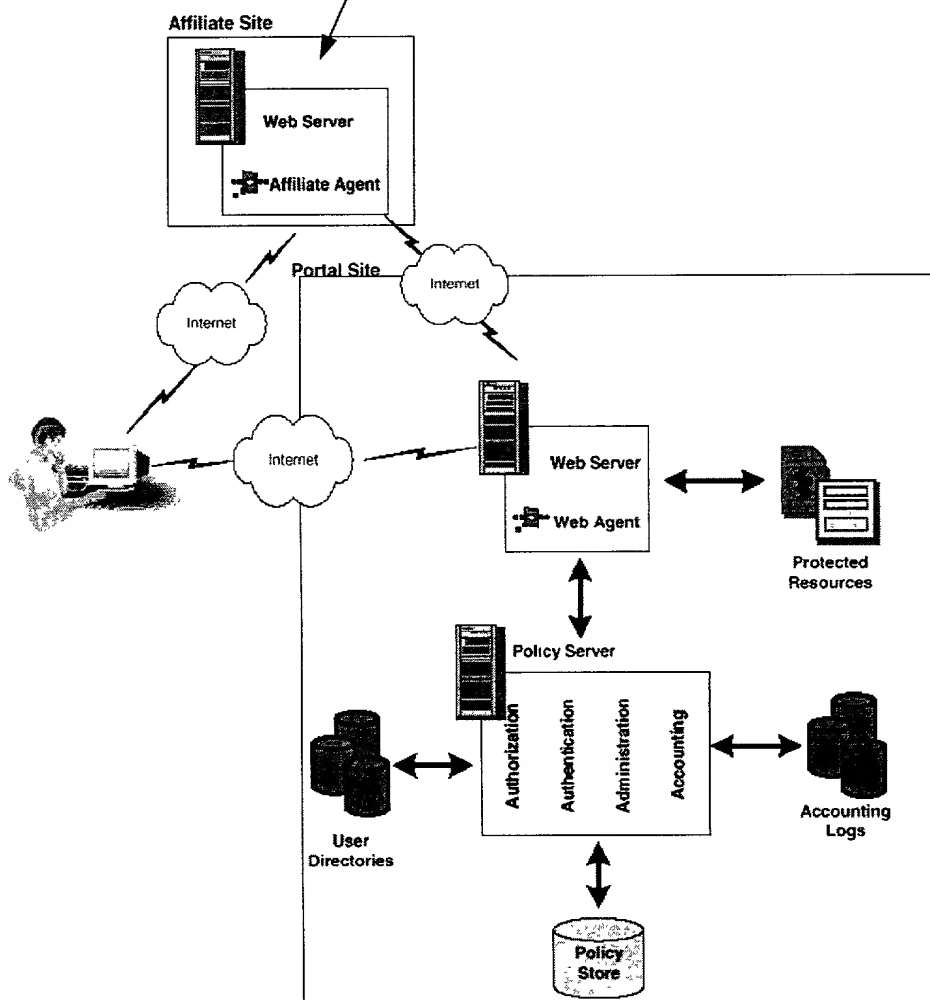 Affiliate Site
Web Server
Affiliate Agent
Portal Site
Internet
Internet
Internet
Web Server
Web Agent
Protected
Resources
Policy Server
Authorization
Authentication
Administration
Accounting
User
Directories
Accounting
Logs
Policy
Store